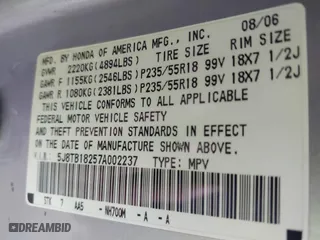 MFD. BY HONDA OF AMERICA MFG., INC. 08/06
GVWR 2220KG(4894LBS) TIRE SIZE RIM SIZE
GAWR F 1155KG(2546LBS)P235/55R18 99V 18X7 1/2J
GAWR R 1080KG(2381LBS)P235/55R18 99V 18X7 1/2J
THIS VEHICLE CONFORMS TO ALL APPLICABLE
FEDERAL MOTOR VEHICLE SAFETY
AND THEFT PREVENTION STANDARDS IN EFFECT ON
THE DATE OF MANUFACTURE SHOWN ABOVE.
V.I.N. 5J8TB18257A002237 TYPE: MPV
STK 7 AAS - NH700M - A - A
DREAMBID